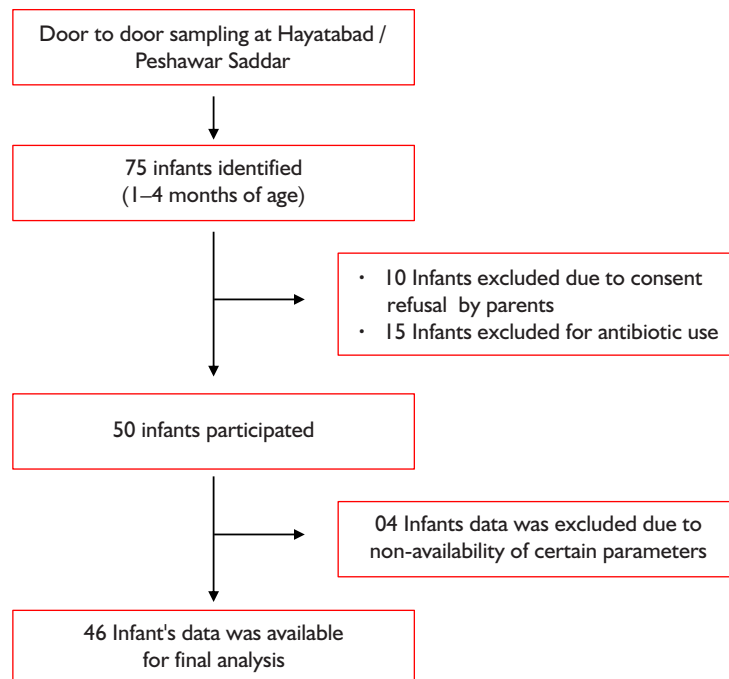 Door to door sampling at Hayatabad /
Peshawar Saddar
75 infants identified
(1–4 months of age)
· 10 Infants excluded due to consent
refusal by parents
· 15 Infants excluded for antibiotic use
50 infants participated
04 Infants data was excluded due to
non-availability of certain parameters
46 Infant's data was available
for final analysis